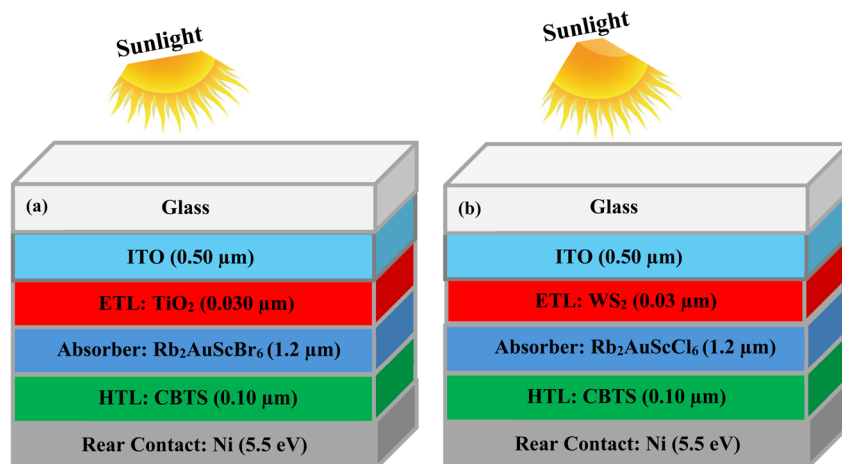 Sunlight
(a)
Glass
ITO (0.50 µm)
ETL: TiO₂ (0.030 µm)
Absorber: Rb₂AuScBr₆ (1.2 µm)
HTL: CBTS (0.10 µm)
Rear Contact: Ni (5.5 eV)
Sunlight
(b)
Glass
ITO (0.50 µm)
ETL: WS₂ (0.03 µm)
Absorber: Rb₂AuScCl₆ (1.2 µm)
HTL: CBTS (0.10 µm)
Rear Contact: Ni (5.5 eV)